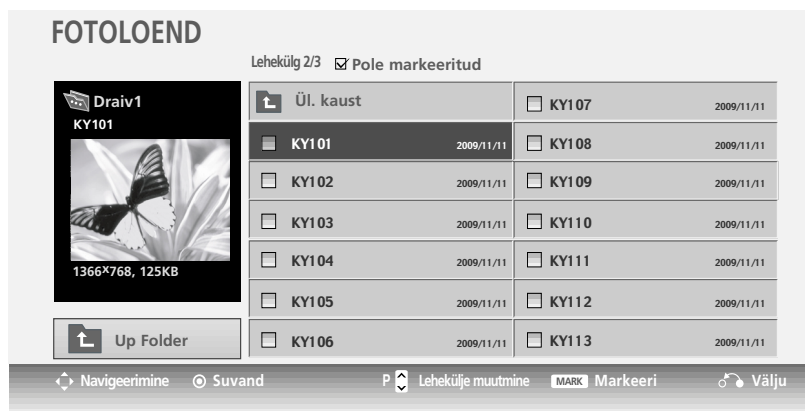 FOTOLOEND
Lehekülg 2/3 Pole markeeritud
Draiv1
KY101
1366x768, 125KB
Up Folder
Ül. kaust
KY101 2009/11/11
KY102 2009/11/11
KY103 2009/11/11
KY104 2009/11/11
KY105 2009/11/11
KY106 2009/11/11
KY107 2009/11/11
KY108 2009/11/11
KY109 2009/11/11
KY110 2009/11/11
KY111 2009/11/11
KY112 2009/11/11
KY113 2009/11/11
Navigeerimine Suvand P Lehekülje muutmine MARK Markeeri Välju